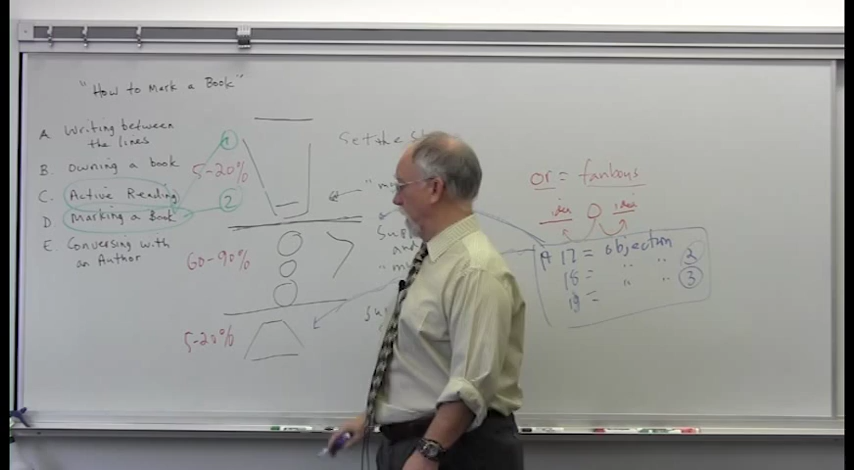 "How to Mark a Book"
A. Writing between
the lines
B. Owning a book
C. Active Reading
D. Marking a Book
E. Conversing with
an Author
1
5-20%
2
60-90%
5-20%
Set the
and
or = fanboys
idea idea
¶ 17 = objection 2
18 = " " 3
19 = " "